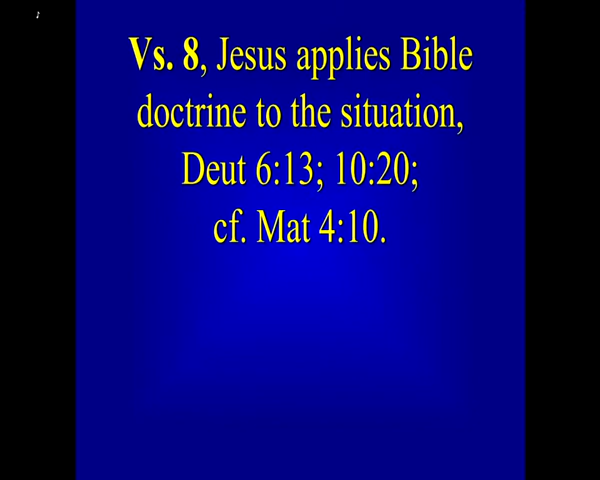 Vs. 8, Jesus applies Bible
doctrine to the situation,
Deut 6:13; 10:20;
cf. Mat 4:10.